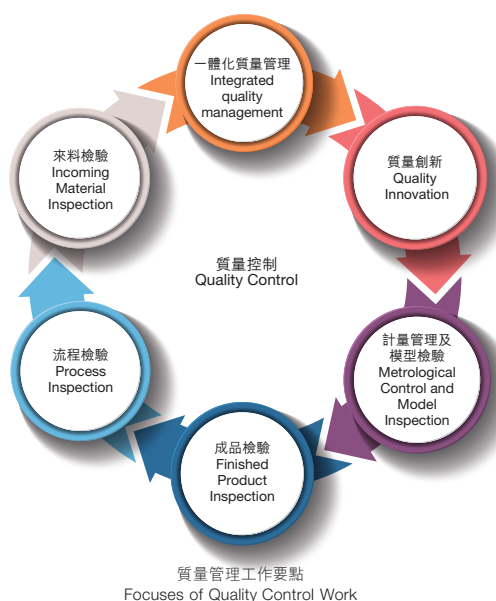 一體化質量管理
Integrated
quality
management
質量創新
Quality
Innovation
計量管理及
模型檢驗
Metrological
Control and
Model
Inspection
成品檢驗
Finished
Product
Inspection
流程檢驗
Process
Inspection
來料檢驗
Incoming
Material
Inspection
質量控制
Quality Control
質量管理工作要點
Focuses of Quality Control Work